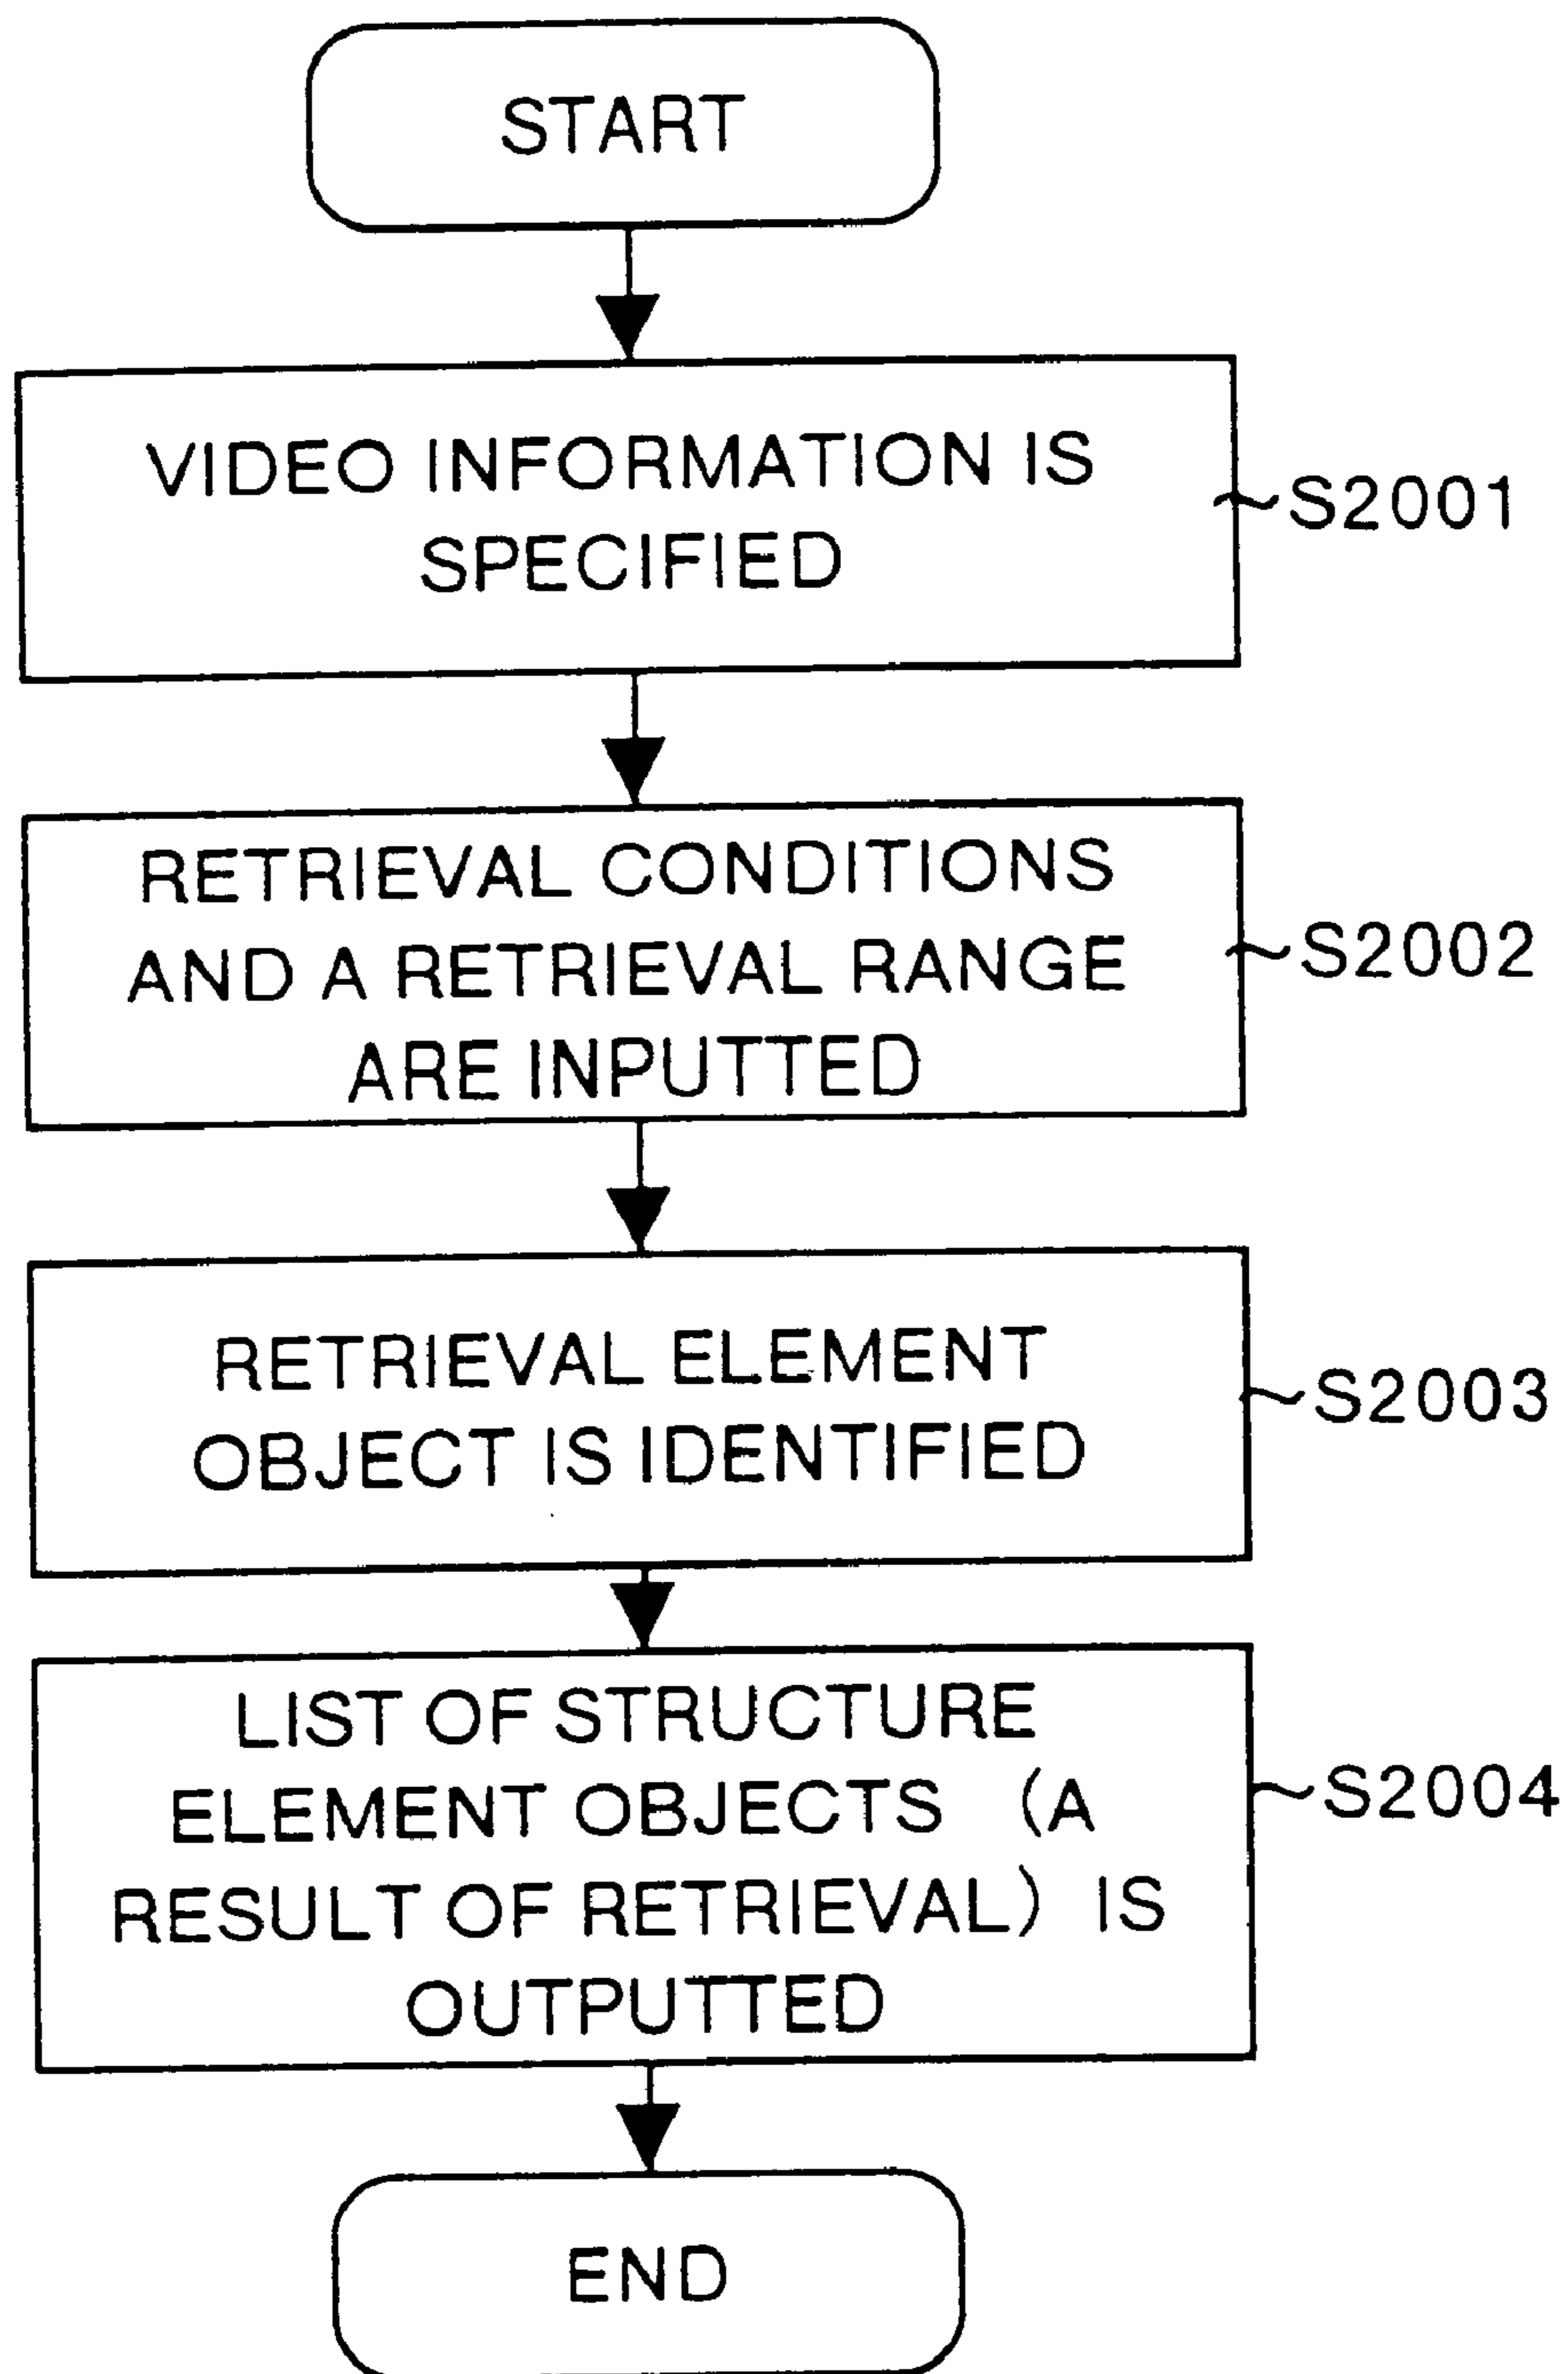 START
VIDEO INFORMATION IS
SPECIFIED
S2001
RETRIEVAL CONDITIONS
AND A RETRIEVAL RANGE
ARE INPUTTED
S2002
RETRIEVAL ELEMENT
OBJECT IS IDENTIFIED
S2003
LIST OF STRUCTURE
ELEMENT OBJECTS (A
RESULT OF RETRIEVAL) IS
OUTPUTTED
S2004
END